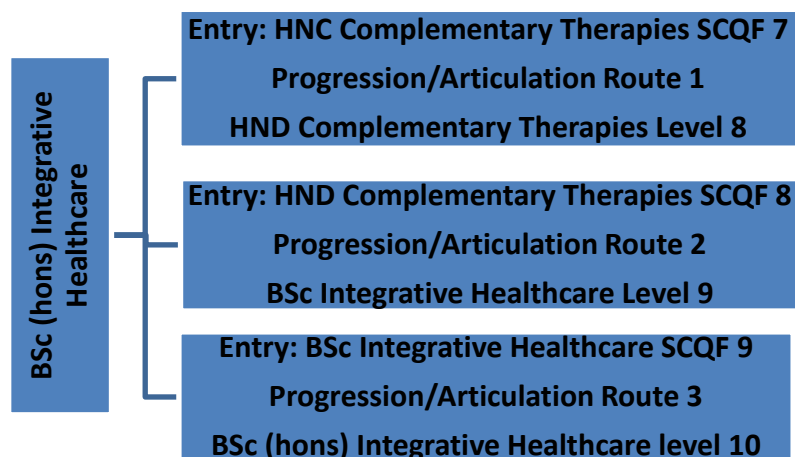 BSc (hons) Integrative
Healthcare
Entry: HNC Complementary Therapies SCQF 7
Progression/Articulation Route 1
HND Complementary Therapies Level 8
Entry: HND Complementary Therapies SCQF 8
Progression/Articulation Route 2
BSc Integrative Healthcare Level 9
Entry: BSc Integrative Healthcare SCQF 9
Progression/Articulation Route 3
BSc (hons) Integrative Healthcare level 10